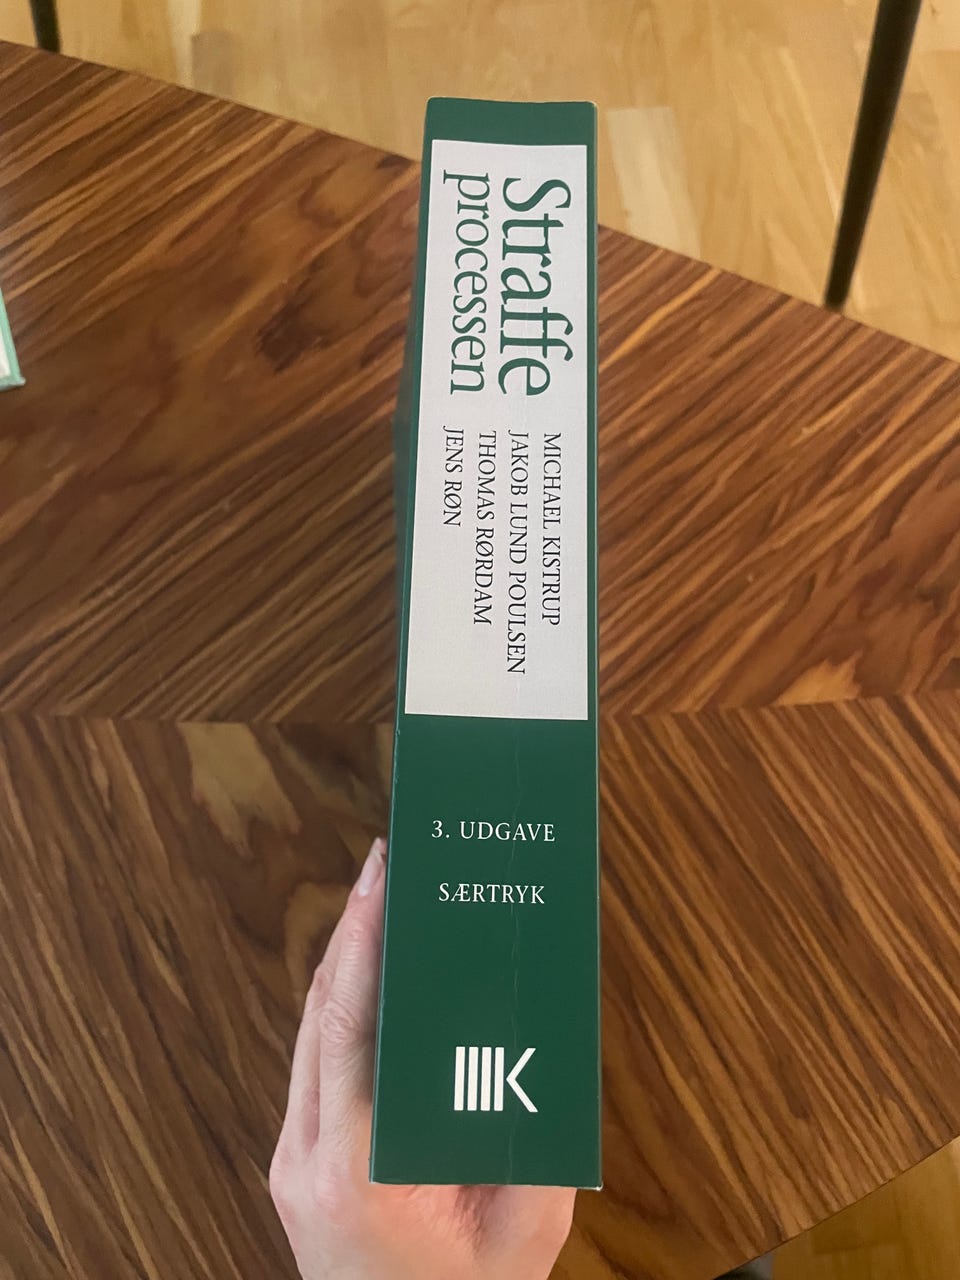 Straffe
processen
MICHAEL KISTRUP
JAKOB LUND POULSEN
THOMAS RØRDAM
JENS RØN
3. UDGAVE
SÆRTRYK
K